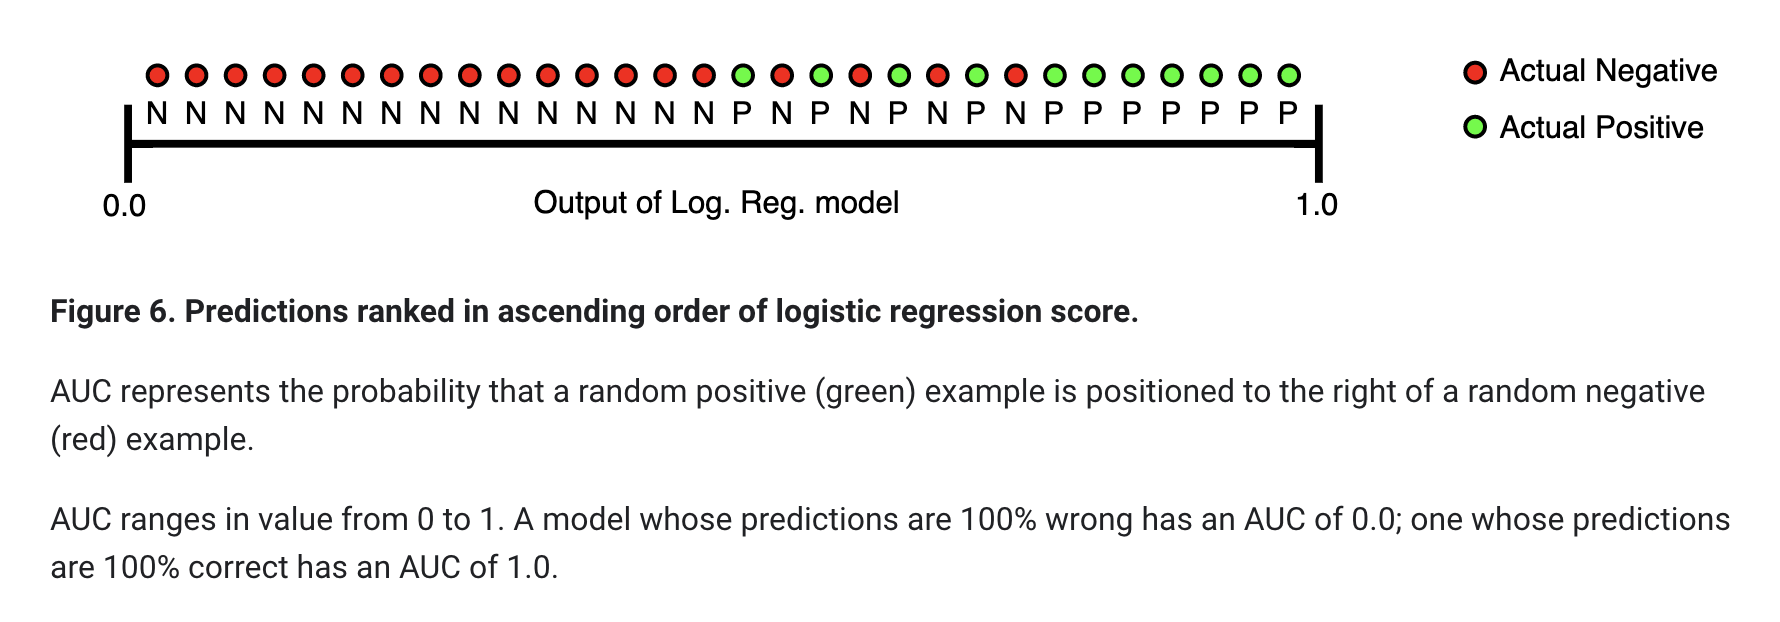 Actual Negative
N N N N N N N N N N N N N N N P N P N P N P N P P P P P P P
Actual Positive
0.0 Output of Log. Reg. model 1.0
Figure 6. Predictions ranked in ascending order of logistic regression score.
AUC represents the probability that a random positive (green) example is positioned to the right of a random negative
(red) example.
AUC ranges in value from 0 to 1. A model whose predictions are 100% wrong has an AUC of 0.0; one whose predictions
are 100% correct has an AUC of 1.0.